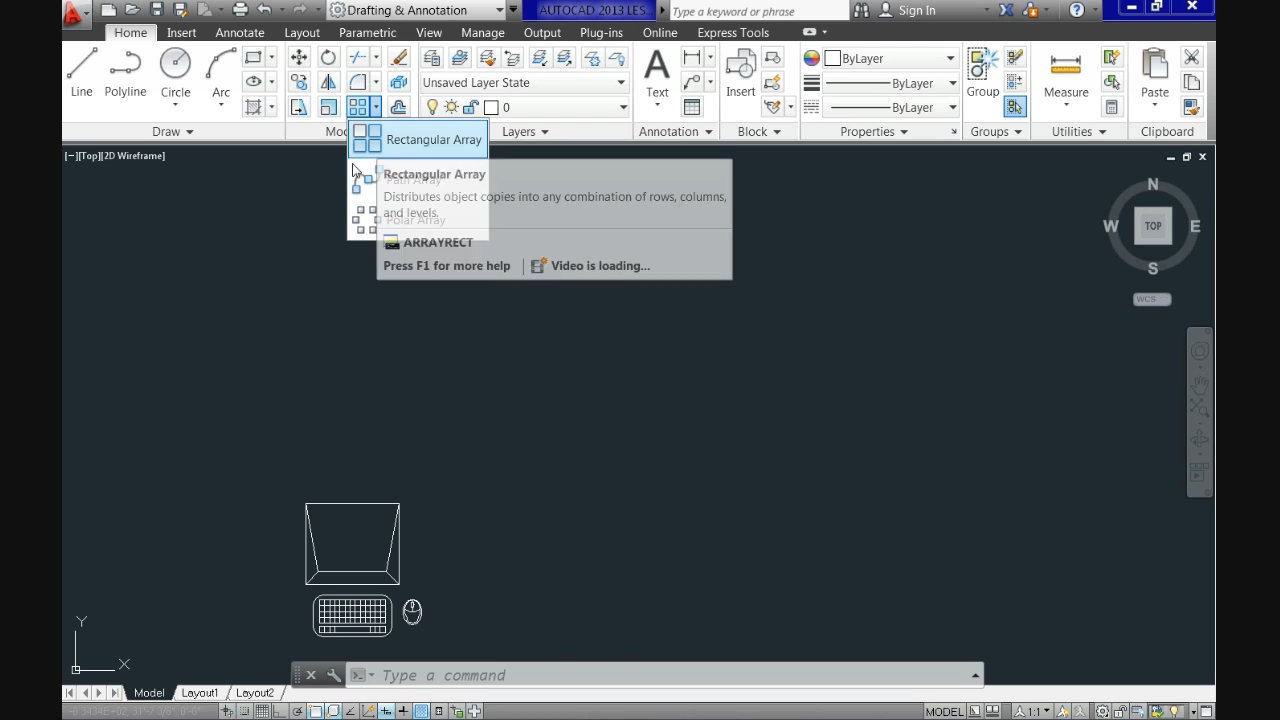 Drafting & Annotation
AUTOCAD 2013 LES
Type a keyword or phrase
Sign In
Home Insert Annotate Layout Parametric View Manage Output Plug-ins Online Express Tools
Line Polyline Circle Arc
Unsaved Layer State
0
Text
Insert
ByLayer
ByLayer
ByLayer
Group
Measure
Paste
Draw
Layers
Annotation
Block
Properties
Groups
Utilities
Clipboard
Rectangular Array
Path Array
Polar Array
Rectangular Array
Distributes object copies into any combination of rows, columns,
and levels.
ARRAYRECT
Press F1 for more help
Video is loading...
[−][Top][2D Wireframe]
N
W TOP E
S
WCS
Y
X
Type a command
Model Layout1 Layout2
MODEL
1:1